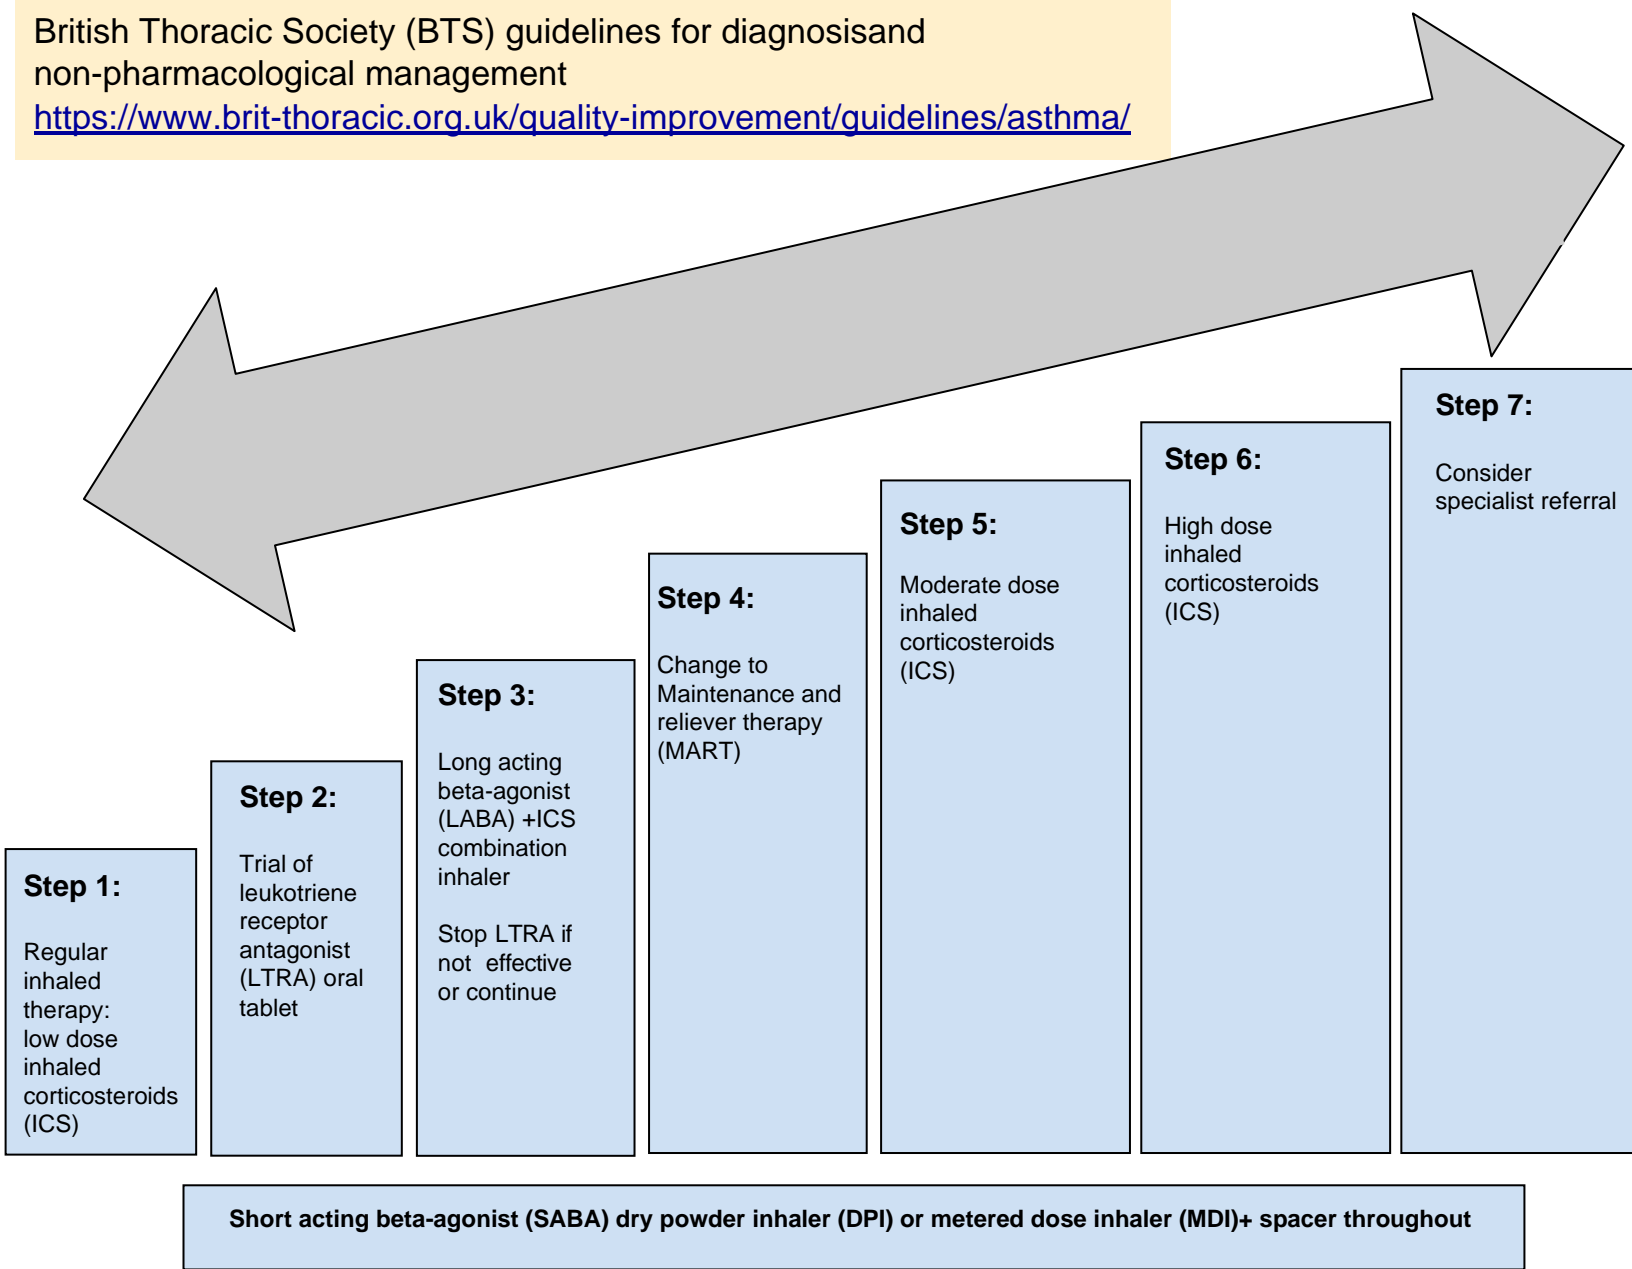 British Thoracic Society (BTS) guidelines for diagnosisand
non-pharmacological management
https://www.brit-thoracic.org.uk/quality-improvement/guidelines/asthma/
Step 1:
Regular
inhaled
therapy:
low dose
inhaled
corticosteroids
(ICS)
Step 2:
Trial of
leukotriene
receptor
antagonist
(LTRA) oral
tablet
Step 3:
Long acting
beta-agonist
(LABA) +ICS
combination
inhaler
Stop LTRA if
not effective
or continue
Step 4:
Change to
Maintenance and
reliever therapy
(MART)
Step 5:
Moderate dose
inhaled
corticosteroids
(ICS)
Step 6:
High dose
inhaled
corticosteroids
(ICS)
Step 7:
Consider
specialist referral
Short acting beta-agonist (SABA) dry powder inhaler (DPI) or metered dose inhaler (MDI)+ spacer throughout